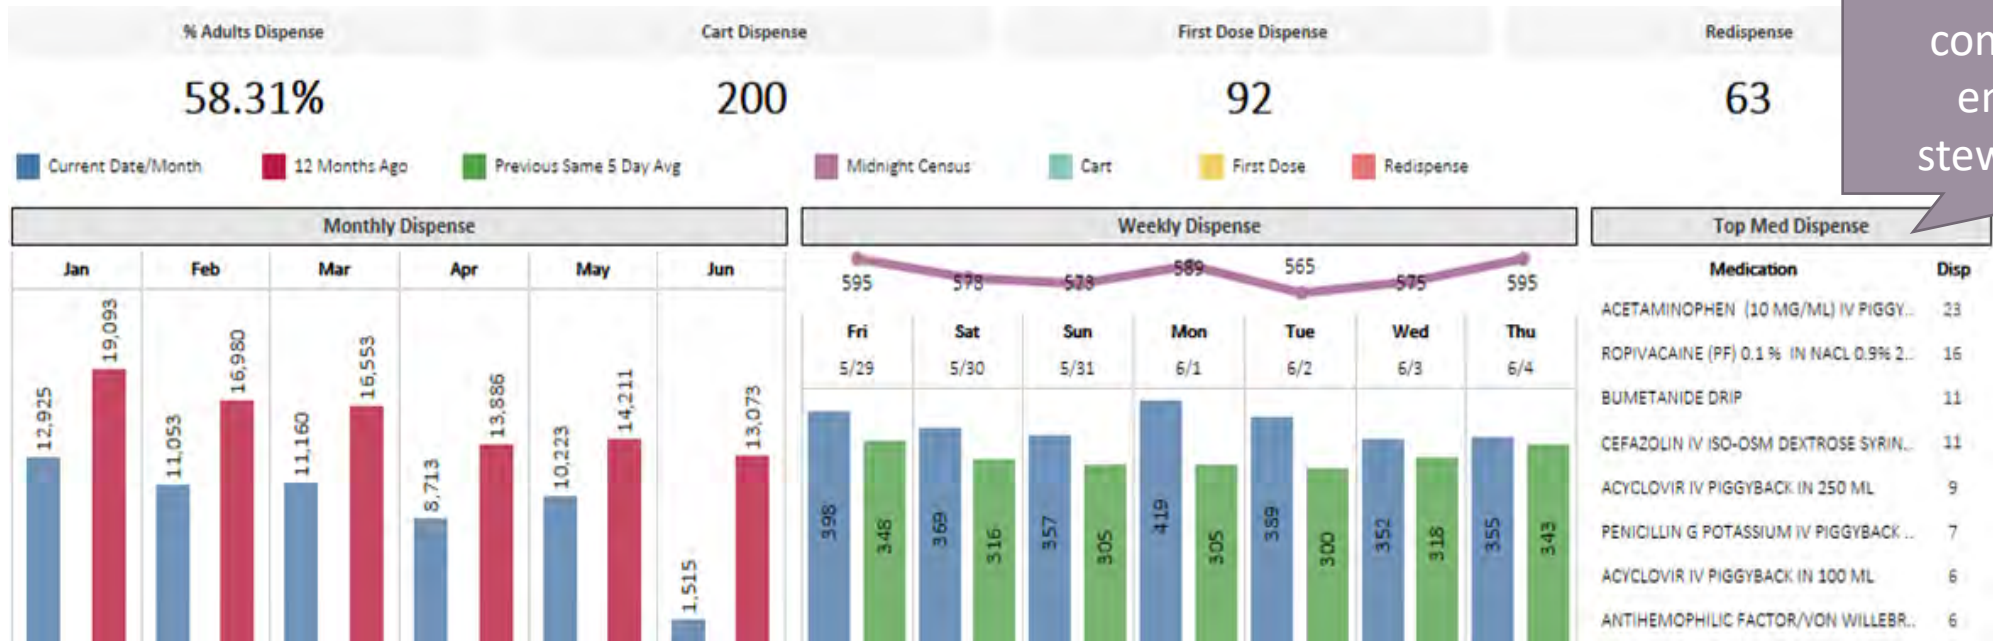 % Adults Dispense
Cart Dispense
First Dose Dispense
Redispense
58.31%
200
92
63
con
en
stew
Current Date/Month
12 Months Ago
Previous Same 5 Day Avg
Midnight Census
Cart
First Dose
Redispense
Monthly Dispense
Jan Feb Mar Apr May Jun
12,925 19,093 11,053 16,980 11,160 16,553 8,713 13,886 10,223 14,211 1,515 13,073
Weekly Dispense
595 578 589 565 575 595
Fri Sat Sun Mon Tue Wed Thu
5/29 5/30 5/31 6/1 6/2 6/3 6/4
398 348 369 316 357 305 419 305 389 300 352 318 355 343
Top Med Dispense
Medication Disp
ACETAMINOPHEN (10 MG/ML) IV PIGGY.. 23
ROPIVACAINE (PF) 0.1 % IN NACL 0.9% 2.. 16
BUMETANIDE DRIP 11
CEFAZOLIN IV ISO-OSM DEXTROSE SYRIN.. 11
ACYCLOVIR IV PIGGYBACK IN 250 ML 9
PENICILLIN G POTASSIUM IV PIGGYBACK .. 7
ACYCLOVIR IV PIGGYBACK IN 100 ML 6
ANTIHEMOPHILIC FACTOR/VON WILLEBR.. 6